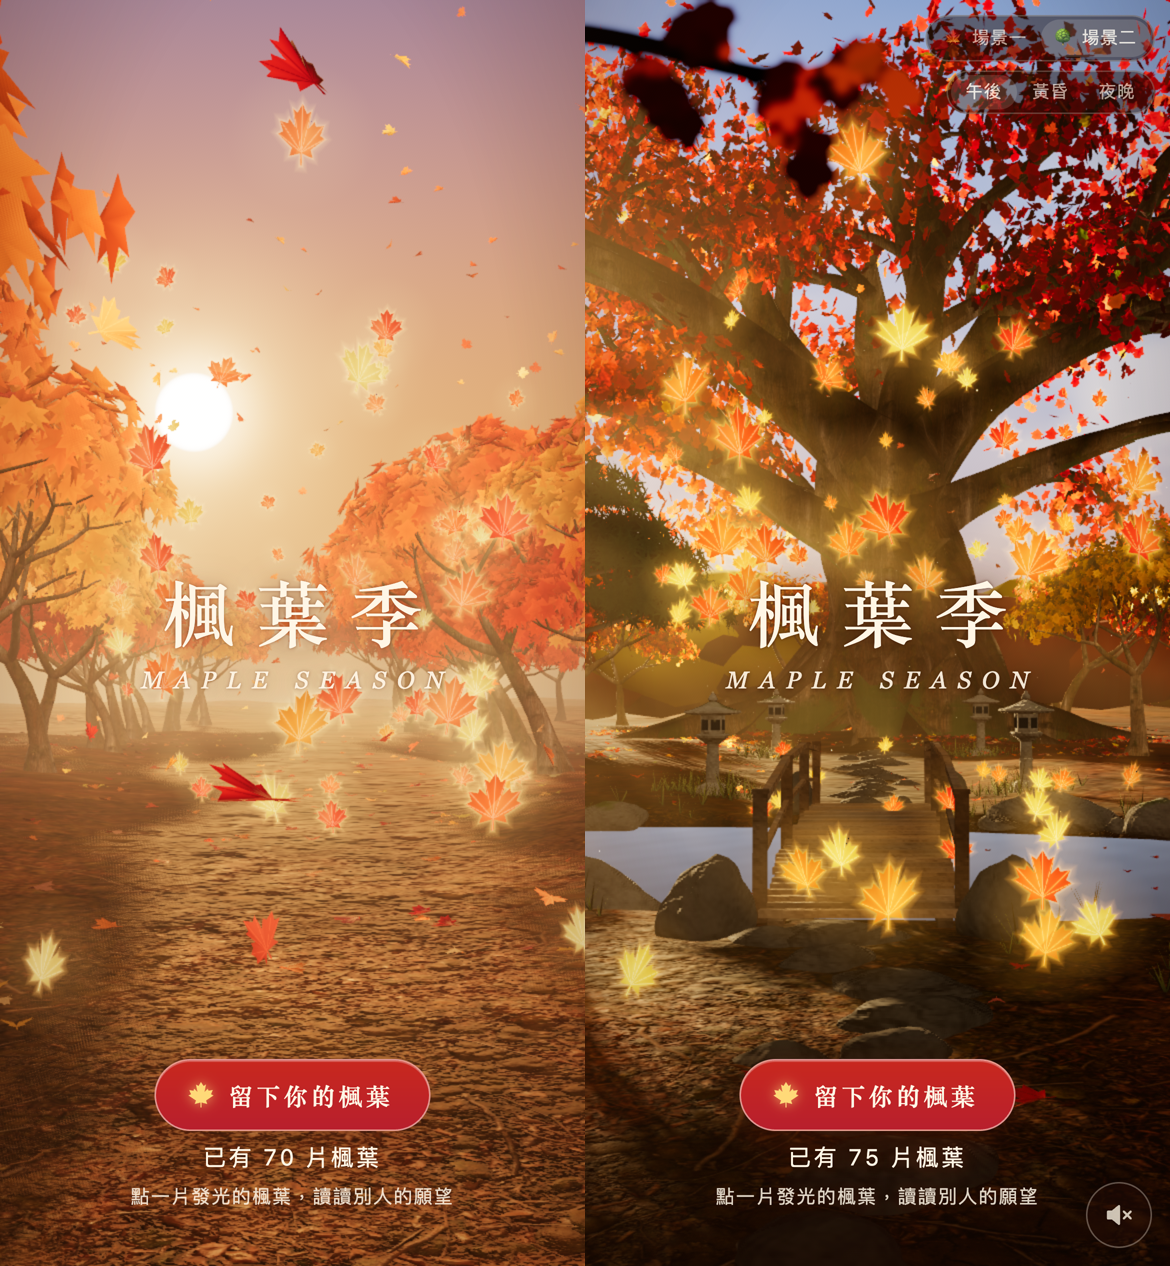 楓葉季
MAPLE SEASON
留下你的楓葉
已有 70 片楓葉
點一片發光的楓葉，讀讀別人的願望
場景一
場景二
午後
黃昏
夜晚
楓葉季
MAPLE SEASON
留下你的楓葉
已有 75 片楓葉
點一片發光的楓葉，讀讀別人的願望